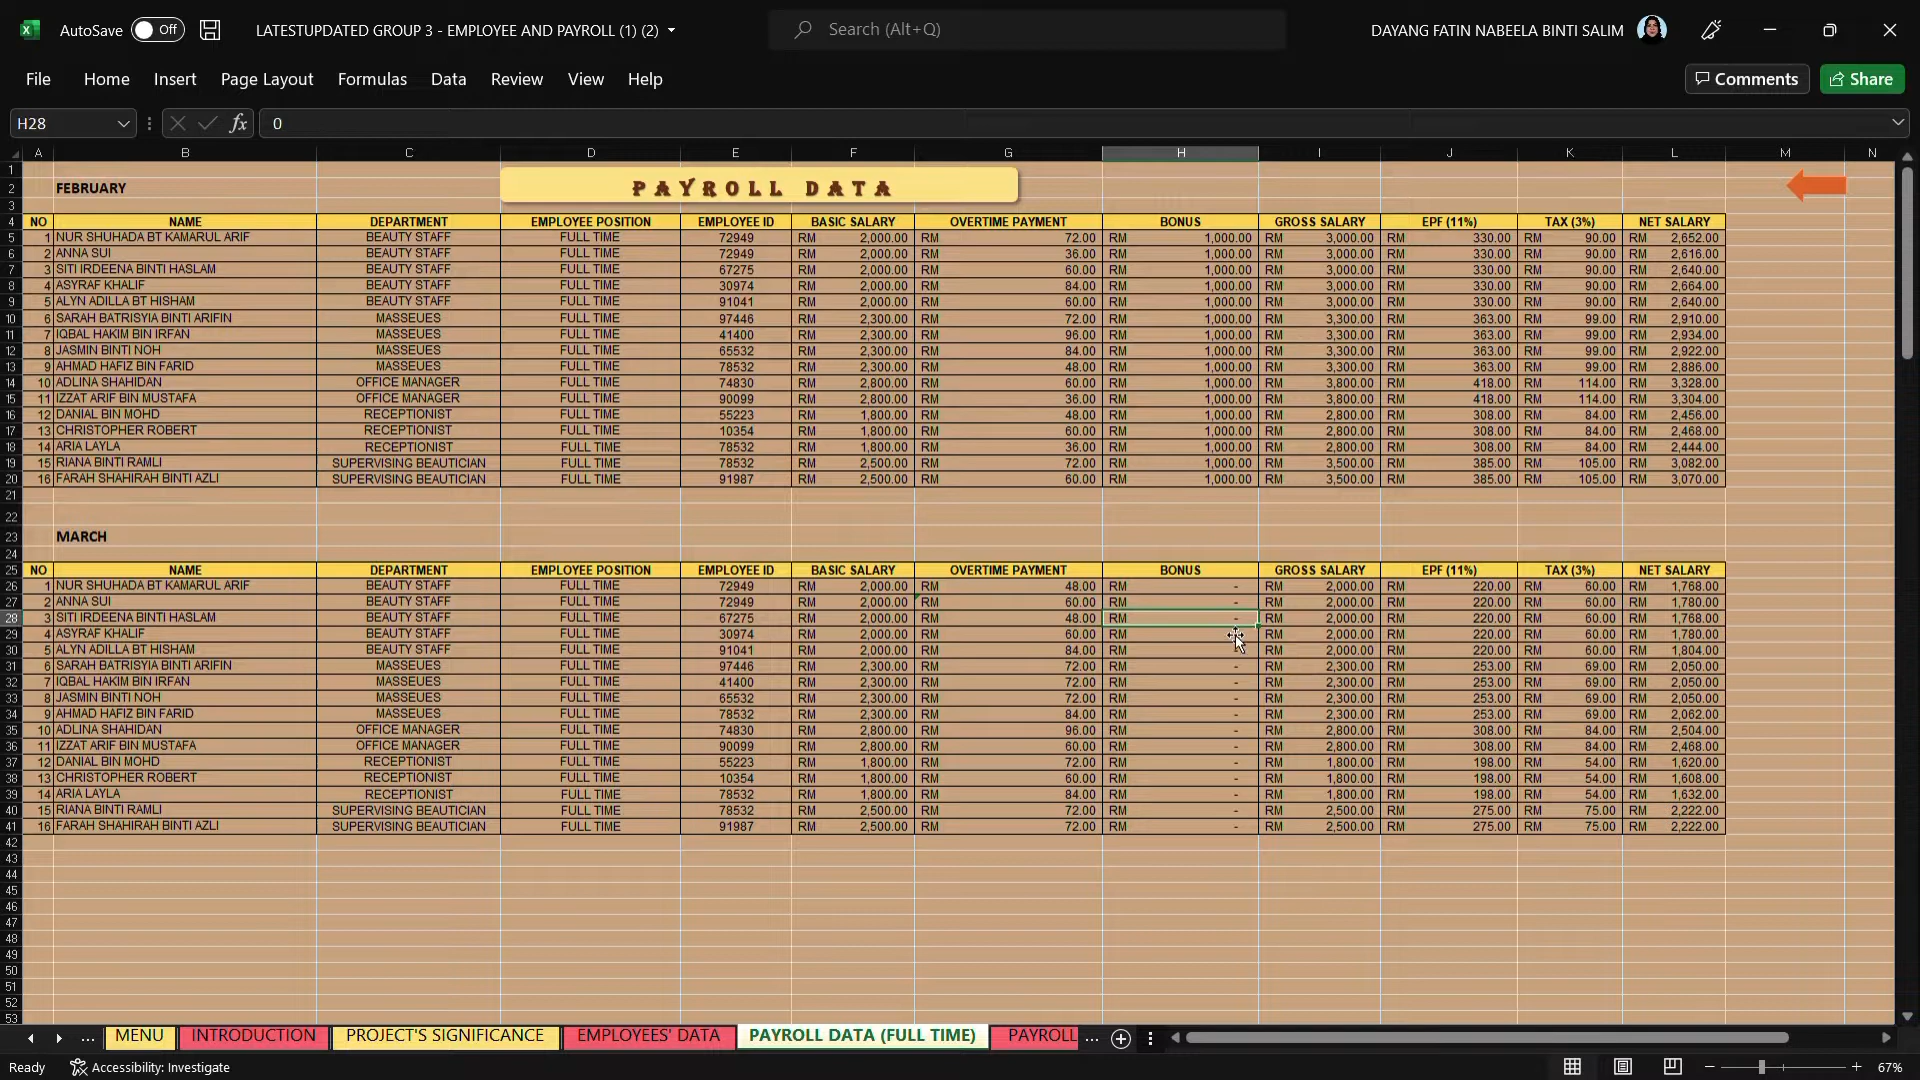 AutoSave Off LATESTUPDATED GROUP 3 - EMPLOYEE AND PAYROLL (1) (2) Search (Alt+Q) DAYANG FATIN NABEELA BINTI SALIM
File Home Insert Page Layout Formulas Data Review View Help Comments Share
H28 fx 0
A B C D E F G H I J K L M N
1
2 FEBRUARY PAYROLL DATA
3
4 NO NAME DEPARTMENT EMPLOYEE POSITION EMPLOYEE ID BASIC SALARY OVERTIME PAYMENT BONUS GROSS SALARY EPF (11%) TAX (3%) NET SALARY
5 1 NUR SHUHADA BT KAMARUL ARIF BEAUTY STAFF FULL TIME 72949 RM 2,000.00 RM 72.00 RM 1,000.00 RM 3,000.00 RM 330.00 RM 90.00 RM 2,652.00
6 2 ANNA SUI BEAUTY STAFF FULL TIME 72949 RM 2,000.00 RM 36.00 RM 1,000.00 RM 3,000.00 RM 330.00 RM 90.00 RM 2,616.00
7 3 SITI IRDEENA BINTI HASLAM BEAUTY STAFF FULL TIME 67275 RM 2,000.00 RM 60.00 RM 1,000.00 RM 3,000.00 RM 330.00 RM 90.00 RM 2,640.00
8 4 ASYRAF KHALIF BEAUTY STAFF FULL TIME 30974 RM 2,000.00 RM 84.00 RM 1,000.00 RM 3,000.00 RM 330.00 RM 90.00 RM 2,664.00
9 5 ALYN ADILLA BT HISHAM BEAUTY STAFF FULL TIME 91041 RM 2,000.00 RM 60.00 RM 1,000.00 RM 3,000.00 RM 330.00 RM 90.00 RM 2,640.00
10 6 SARAH BATRISYIA BINTI ARIFIN MASSEUES FULL TIME 97446 RM 2,300.00 RM 72.00 RM 1,000.00 RM 3,300.00 RM 363.00 RM 99.00 RM 2,910.00
11 7 IQBAL HAKIM BIN IRFAN MASSEUES FULL TIME 41400 RM 2,300.00 RM 96.00 RM 1,000.00 RM 3,300.00 RM 363.00 RM 99.00 RM 2,934.00
12 8 JASMIN BINTI NOH MASSEUES FULL TIME 65532 RM 2,300.00 RM 84.00 RM 1,000.00 RM 3,300.00 RM 363.00 RM 99.00 RM 2,922.00
13 9 AHMAD HAFIZ BIN FARID MASSEUES FULL TIME 78532 RM 2,300.00 RM 48.00 RM 1,000.00 RM 3,300.00 RM 363.00 RM 99.00 RM 2,886.00
14 10 ADLINA SHAHIDAN OFFICE MANAGER FULL TIME 74830 RM 2,800.00 RM 60.00 RM 1,000.00 RM 3,800.00 RM 418.00 RM 114.00 RM 3,328.00
15 11 IZZAT ARIF BIN MUSTAFA OFFICE MANAGER FULL TIME 90099 RM 2,800.00 RM 36.00 RM 1,000.00 RM 3,800.00 RM 418.00 RM 114.00 RM 3,304.00
16 12 DANIAL BIN MOHD RECEPTIONIST FULL TIME 55223 RM 1,800.00 RM 48.00 RM 1,000.00 RM 2,800.00 RM 308.00 RM 84.00 RM 2,456.00
17 13 CHRISTOPHER ROBERT RECEPTIONIST FULL TIME 10354 RM 1,800.00 RM 60.00 RM 1,000.00 RM 2,800.00 RM 308.00 RM 84.00 RM 2,468.00
18 14 ARIA LAYLA RECEPTIONIST FULL TIME 78532 RM 1,800.00 RM 36.00 RM 1,000.00 RM 2,800.00 RM 308.00 RM 84.00 RM 2,444.00
19 15 RIANA BINTI RAMLI SUPERVISING BEAUTICIAN FULL TIME 78532 RM 2,500.00 RM 72.00 RM 1,000.00 RM 3,500.00 RM 385.00 RM 105.00 RM 3,082.00
20 16 FARAH SHAHIRAH BINTI AZLI SUPERVISING BEAUTICIAN FULL TIME 91987 RM 2,500.00 RM 60.00 RM 1,000.00 RM 3,500.00 RM 385.00 RM 105.00 RM 3,070.00
21
22
23 MARCH
24
25 NO NAME DEPARTMENT EMPLOYEE POSITION EMPLOYEE ID BASIC SALARY OVERTIME PAYMENT BONUS GROSS SALARY EPF (11%) TAX (3%) NET SALARY
26 1 NUR SHUHADA BT KAMARUL ARIF BEAUTY STAFF FULL TIME 72949 RM 2,000.00 RM 48.00 RM - RM 2,000.00 RM 220.00 RM 60.00 RM 1,768.00
27 2 ANNA SUI BEAUTY STAFF FULL TIME 72949 RM 2,000.00 RM 60.00 RM - RM 2,000.00 RM 220.00 RM 60.00 RM 1,780.00
28 3 SITI IRDEENA BINTI HASLAM BEAUTY STAFF FULL TIME 67275 RM 2,000.00 RM 48.00 RM - RM 2,000.00 RM 220.00 RM 60.00 RM 1,768.00
29 4 ASYRAF KHALIF BEAUTY STAFF FULL TIME 30974 RM 2,000.00 RM 60.00 RM RM 2,000.00 RM 220.00 RM 60.00 RM 1,780.00
30 5 ALYN ADILLA BT HISHAM BEAUTY STAFF FULL TIME 91041 RM 2,000.00 RM 84.00 RM RM 2,000.00 RM 220.00 RM 60.00 RM 1,804.00
31 6 SARAH BATRISYIA BINTI ARIFIN MASSEUES FULL TIME 97446 RM 2,300.00 RM 72.00 RM - RM 2,300.00 RM 253.00 RM 69.00 RM 2,050.00
32 7 IQBAL HAKIM BIN IRFAN MASSEUES FULL TIME 41400 RM 2,300.00 RM 72.00 RM - RM 2,300.00 RM 253.00 RM 69.00 RM 2,050.00
33 8 JASMIN BINTI NOH MASSEUES FULL TIME 65532 RM 2,300.00 RM 72.00 RM - RM 2,300.00 RM 253.00 RM 69.00 RM 2,050.00
34 9 AHMAD HAFIZ BIN FARID MASSEUES FULL TIME 78532 RM 2,300.00 RM 84.00 RM - RM 2,300.00 RM 253.00 RM 69.00 RM 2,062.00
35 10 ADLINA SHAHIDAN OFFICE MANAGER FULL TIME 74830 RM 2,800.00 RM 96.00 RM - RM 2,800.00 RM 308.00 RM 84.00 RM 2,504.00
36 11 IZZAT ARIF BIN MUSTAFA OFFICE MANAGER FULL TIME 90099 RM 2,800.00 RM 60.00 RM - RM 2,800.00 RM 308.00 RM 84.00 RM 2,468.00
37 12 DANIAL BIN MOHD RECEPTIONIST FULL TIME 55223 RM 1,800.00 RM 72.00 RM - RM 1,800.00 RM 198.00 RM 54.00 RM 1,620.00
38 13 CHRISTOPHER ROBERT RECEPTIONIST FULL TIME 10354 RM 1,800.00 RM 60.00 RM - RM 1,800.00 RM 198.00 RM 54.00 RM 1,608.00
39 14 ARIA LAYLA RECEPTIONIST FULL TIME 78532 RM 1,800.00 RM 84.00 RM - RM 1,800.00 RM 198.00 RM 54.00 RM 1,632.00
40 15 RIANA BINTI RAMLI SUPERVISING BEAUTICIAN FULL TIME 78532 RM 2,500.00 RM 72.00 RM - RM 2,500.00 RM 275.00 RM 75.00 RM 2,222.00
41 16 FARAH SHAHIRAH BINTI AZLI SUPERVISING BEAUTICIAN FULL TIME 91987 RM 2,500.00 RM 72.00 RM - RM 2,500.00 RM 275.00 RM 75.00 RM 2,222.00
42
43
44
45
46
47
48
49
50
51
52
53
... MENU INTRODUCTION PROJECT'S SIGNIFICANCE EMPLOYEES' DATA PAYROLL DATA (FULL TIME) PAYROLL ...
Ready Accessibility: Investigate 67%